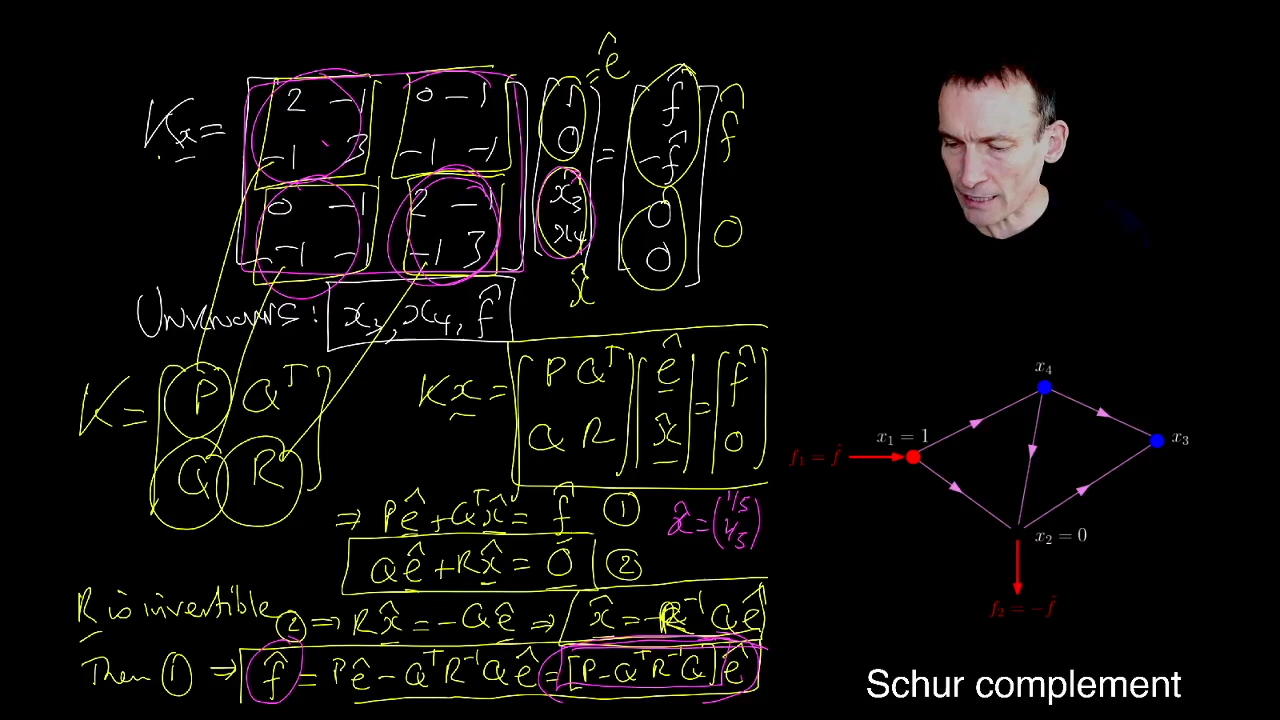 ê
Kx = [ 2 -1 0 -1 ] [ 1 ] = [ f̂ ] f̂
[ -1 3 -1 -1 ] [ 0 ] [ -f̂ ]
[ 0 -1 2 -1 ] [ x₃ ] [ 0 ] 0
[ -1 -1 -1 3 ] [ x₄ ] [ 0 ]
x̂
Unknowns : x₃, x₄, f̂
K = [ P Qᵀ ]
[ Q R ]
Kx = [ P Qᵀ ] [ ê ] = [ f̂ ]
[ Q R ] [ x̂ ] [ 0 ]
⇒ Pê + Qᵀx̂ = f̂ ①
x̂ = ( 1/5 )
Qê + Rx̂ = 0 ②
R is invertible ② ⇒ Rx̂ = -Qê ⇒ x̂ = -R⁻¹Qê
Then ① ⇒ f̂ = Pê - QᵀR⁻¹Qê = [P - QᵀR⁻¹Q]ê
x₄
x₁ = 1
x₃
f₁ = f̂
x₂ = 0
f₂ = -f̂
Schur complement